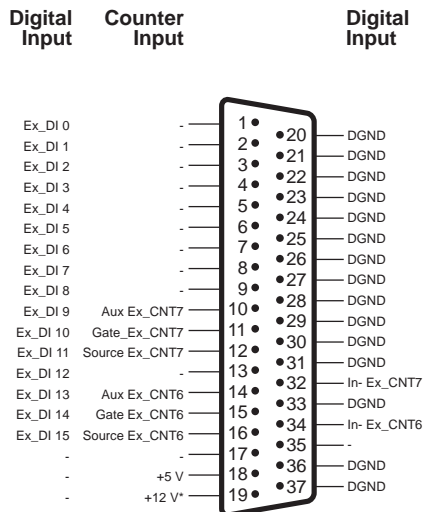 Digital Input Counter Input Digital Input
Ex_DI 0 - 1 20 DGND
Ex_DI 1 - 2 21 DGND
Ex_DI 2 - 3 22 DGND
Ex_DI 3 - 4 23 DGND
Ex_DI 4 - 5 24 DGND
Ex_DI 5 - 6 25 DGND
Ex_DI 6 - 7 26 DGND
Ex_DI 7 - 8 27 DGND
Ex_DI 8 - 9 28 DGND
Ex_DI 9 Aux Ex_CNT7 10 29 DGND
Ex_DI 10 Gate_Ex_CNT7 11 30 DGND
Ex_DI 11 Source Ex_CNT7 12 31 DGND
Ex_DI 12 - 13 32 In- Ex_CNT7
Ex_DI 13 Aux Ex_CNT6 14 33 DGND
Ex_DI 14 Gate Ex_CNT6 15 34 In- Ex_CNT6
Ex_DI 15 Source Ex_CNT6 16 35 -
- - 17 36 DGND
- +5 V 18 37 DGND
- +12 V* 19